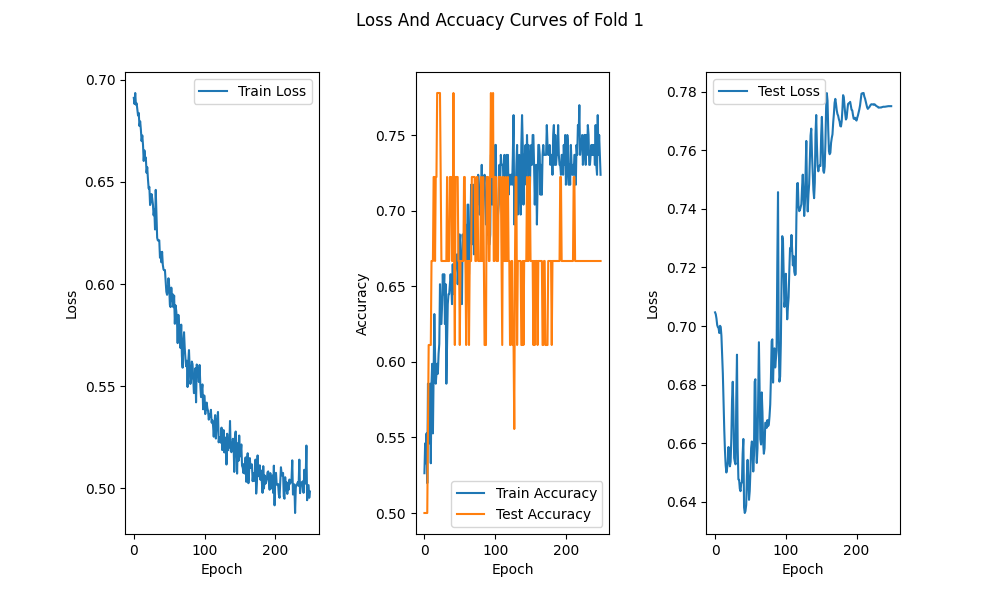 Loss And Accuacy Curves of Fold 1
Train Loss
0.70
0.65
0.60
0.55
0.50
Loss
0
100
200
Epoch
0.75
0.70
0.65
0.60
0.55
0.50
Accuracy
Train Accuracy
Test Accuracy
0
100
200
Epoch
Test Loss
0.78
0.76
0.74
0.72
0.70
0.68
0.66
0.64
Loss
0
100
200
Epoch